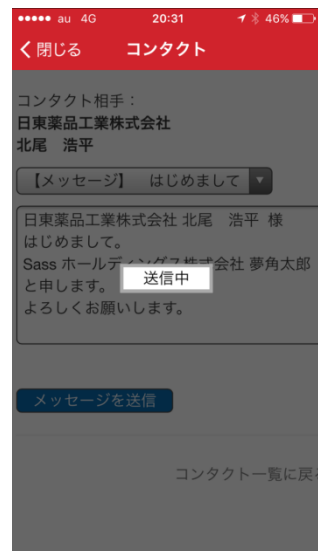 au 4G 20:31 46%
閉じる コンタクト
コンタクト相手：
日東薬品工業株式会社
北尾 浩平
【メッセージ】 はじめまして
日東薬品工業株式会社 北尾 浩平 様
はじめまして。
Sass ホールディングス株式会社 夢角太郎
と申します。
送信中
よろしくお願いします。
メッセージを送信
コンタクト一覧に戻る